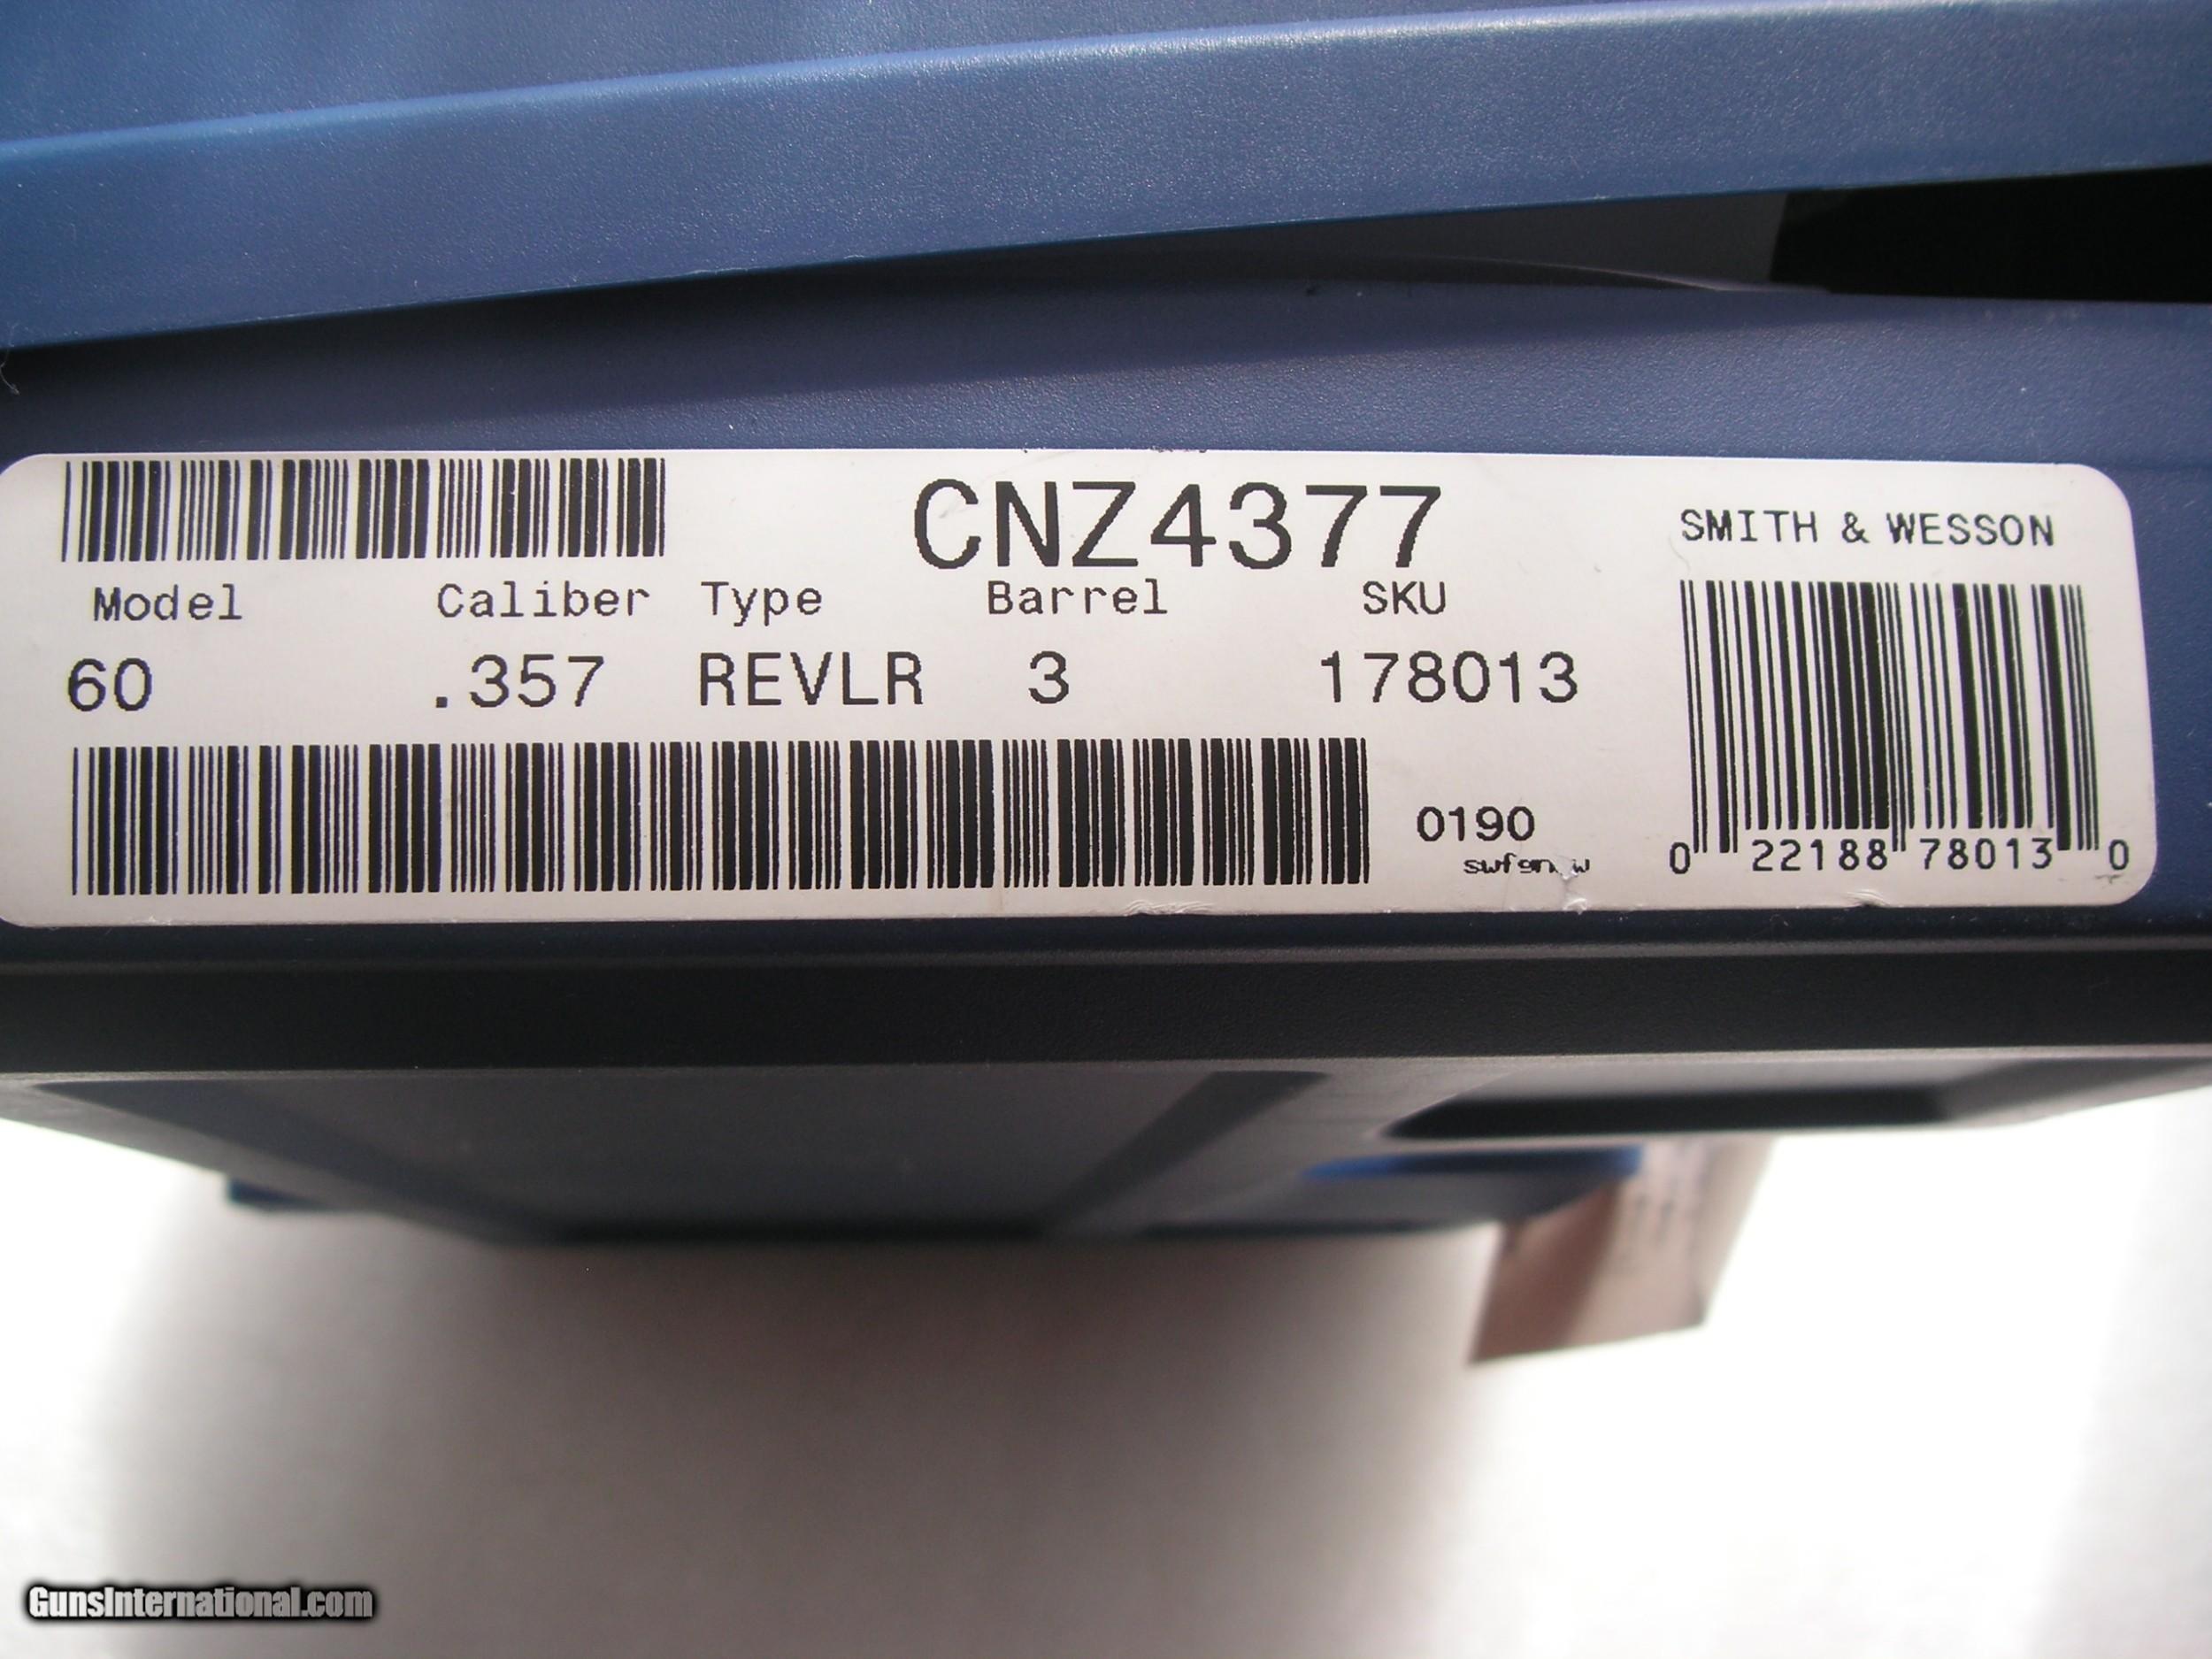 CNZ4377
SMITH & WESSON
Model Caliber Type Barrel SKU
60 .357 REVLR 3 178013
0190
0 22188 78013 0
GunsInternational.com